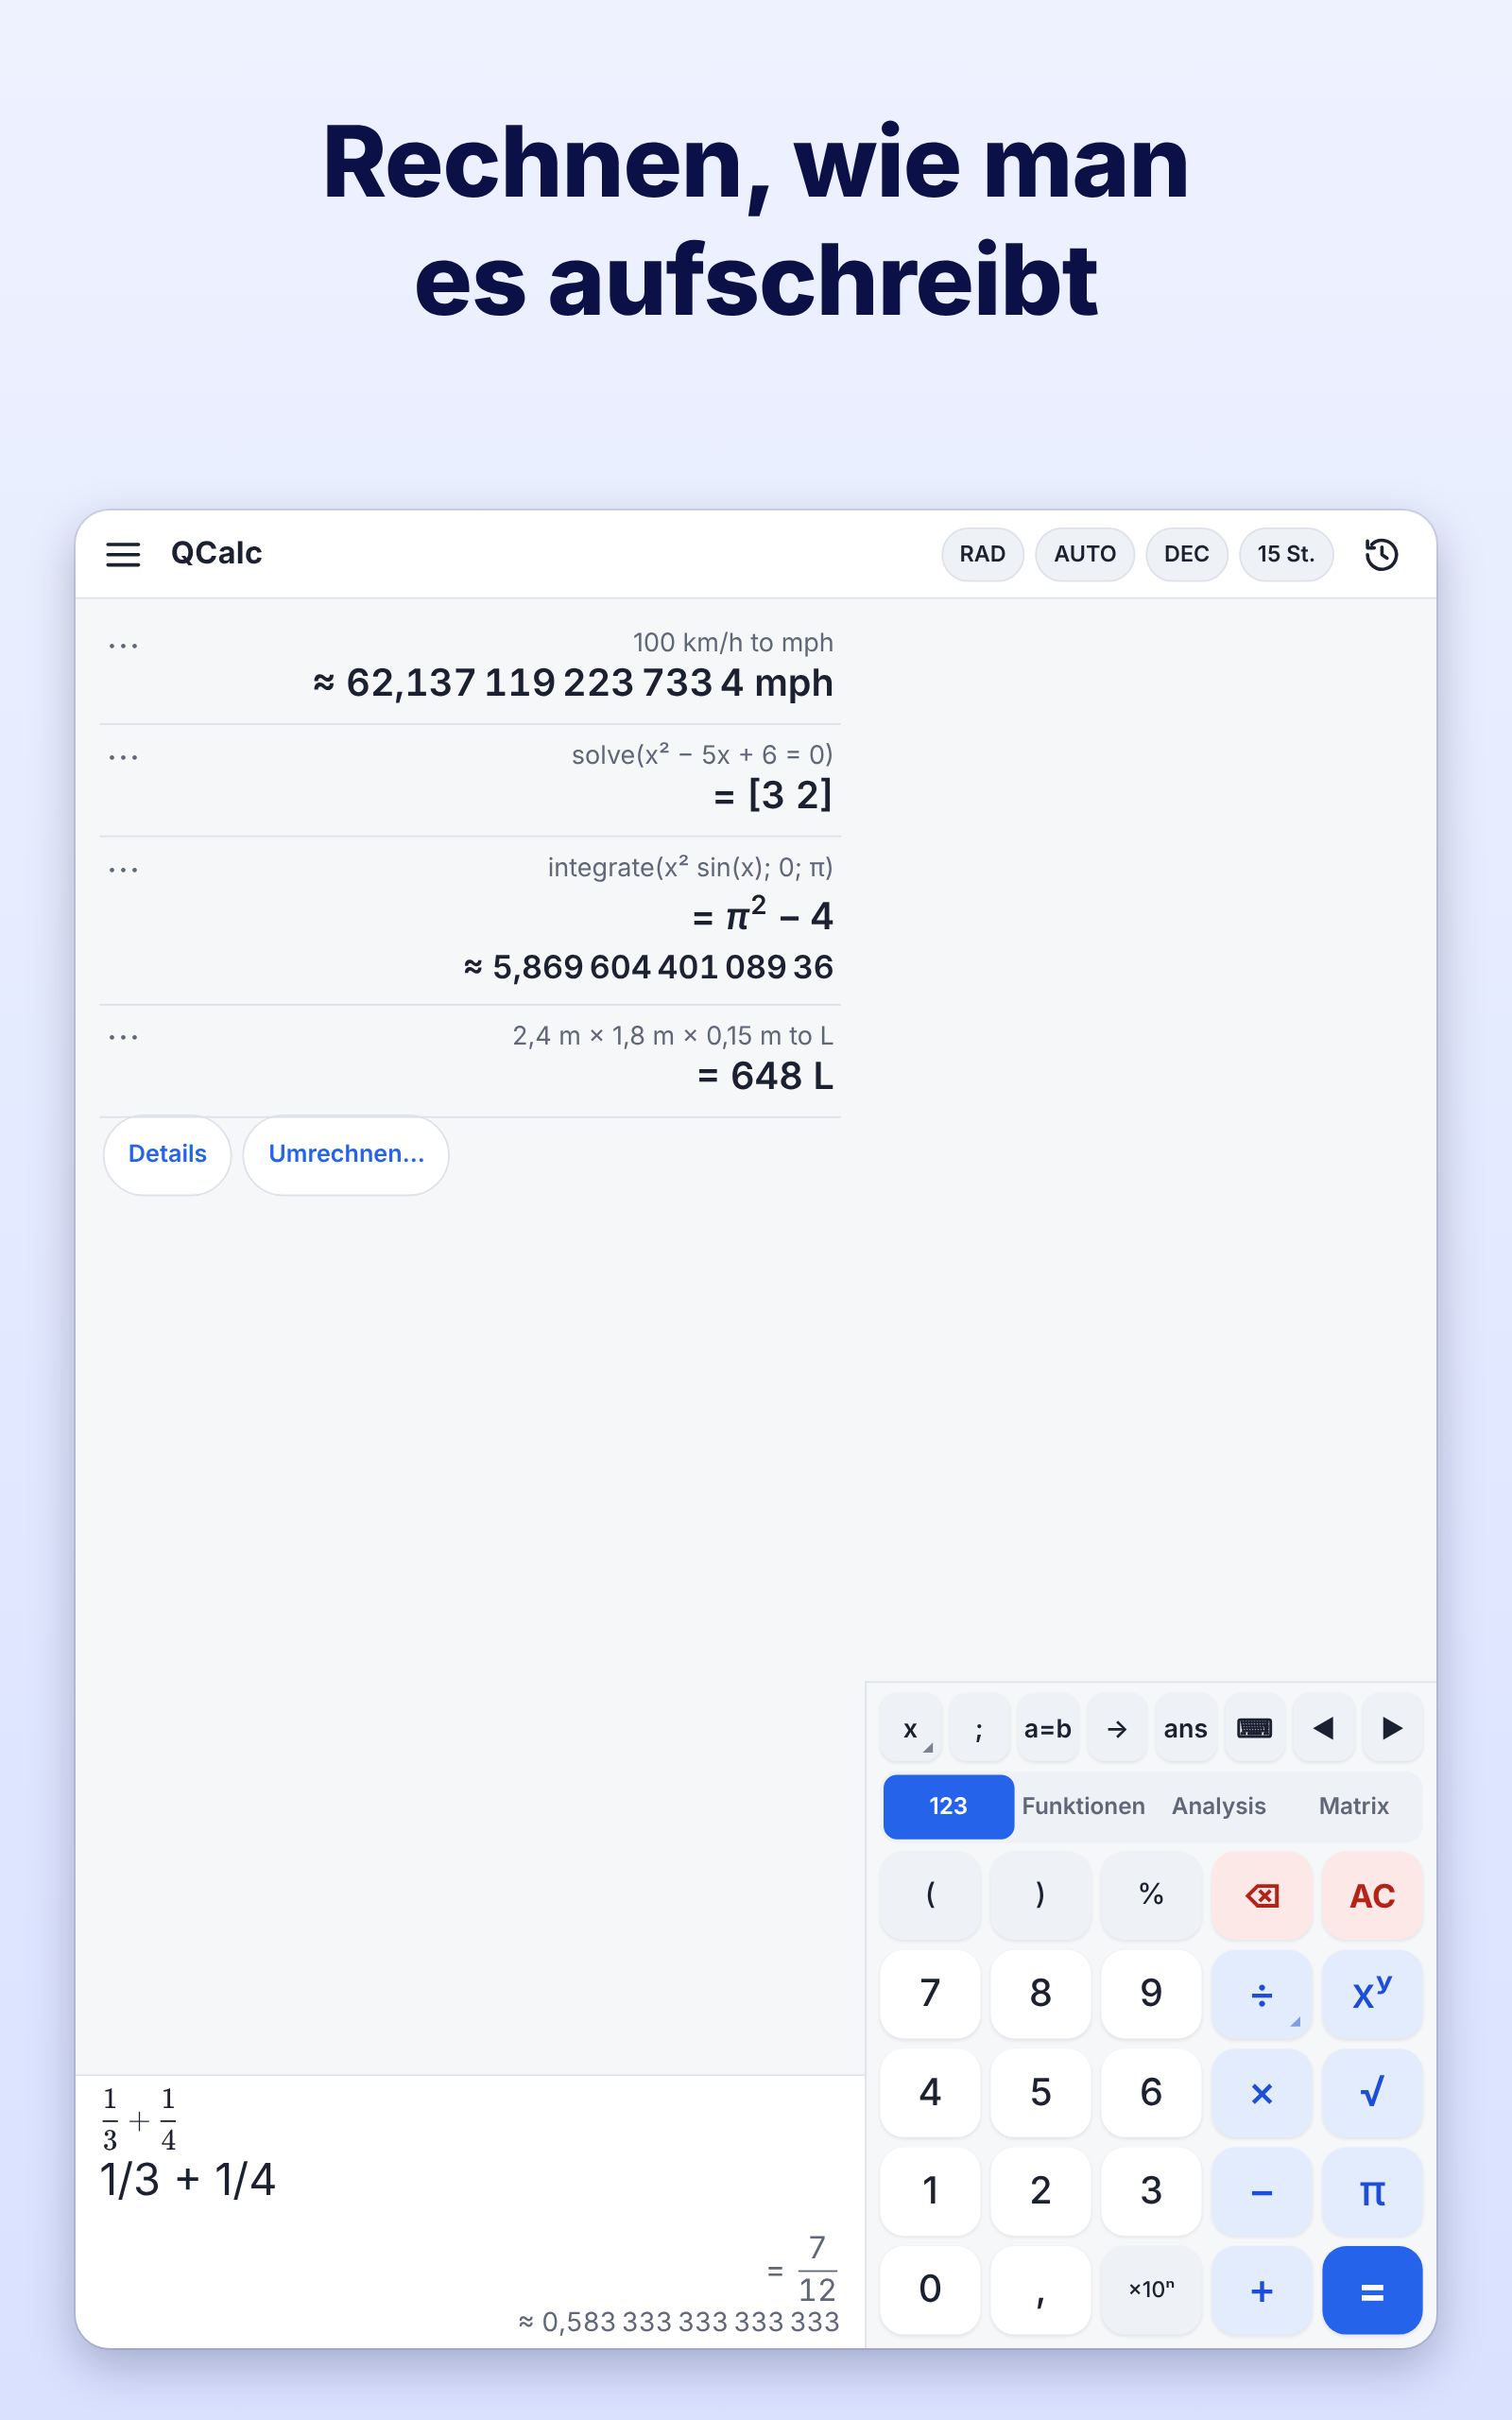 Rechnen, wie man
es aufschreibt
QCalc
RAD
AUTO
DEC
15 St.
...
100 km/h to mph
≈ 62,137 119 223 733 4 mph
...
solve(x² − 5x + 6 = 0)
= [3 2]
...
integrate(x² sin(x); 0; π)
= π² − 4
≈ 5,869 604 401 089 36
...
2,4 m × 1,8 m × 0,15 m to L
= 648 L
Details
Umrechnen...
1/3 + 1/4
1/3 + 1/4
= 7/12
≈ 0,583 333 333 333 333
x ; a=b → ans ⌨ ◀ ▶
123 Funktionen Analysis Matrix
( ) % ⌫ AC
7 8 9 ÷ xʸ
4 5 6 × √
1 2 3 − π
0 , ×10ⁿ + =